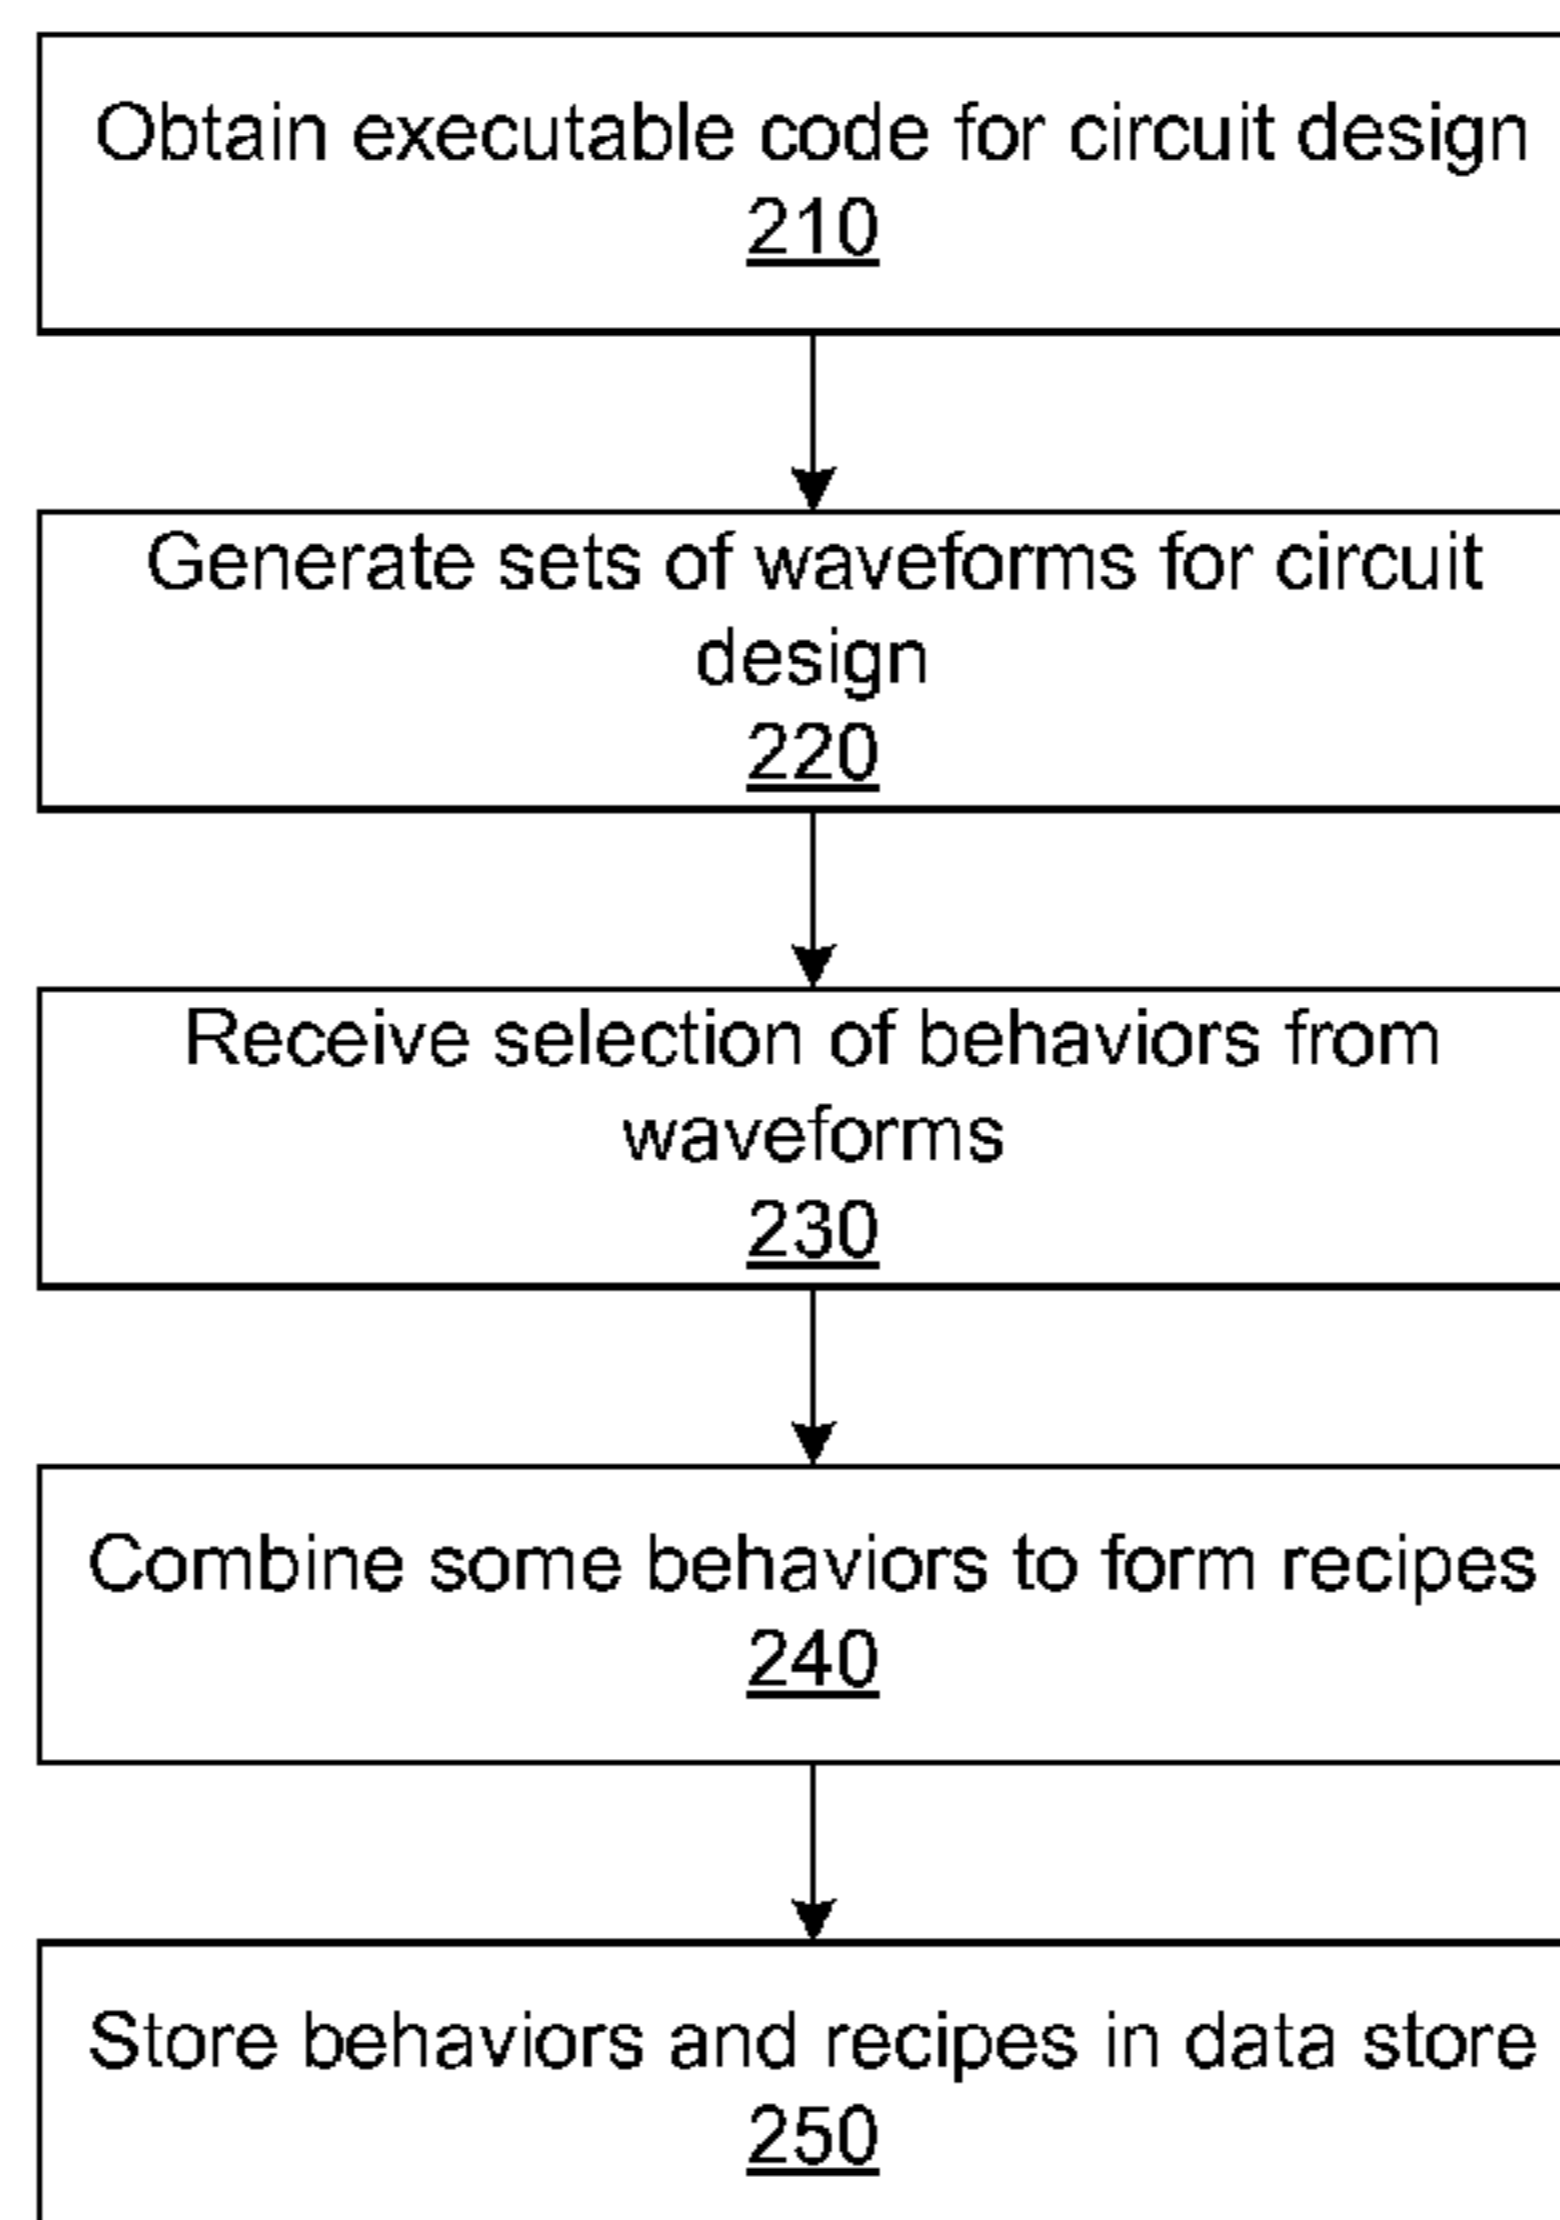 Obtain executable code for circuit design
210
Generate sets of waveforms for circuit
design
220
Receive selection of behaviors from
waveforms
230
Combine some behaviors to form recipes
240
Store behaviors and recipes in data store
250